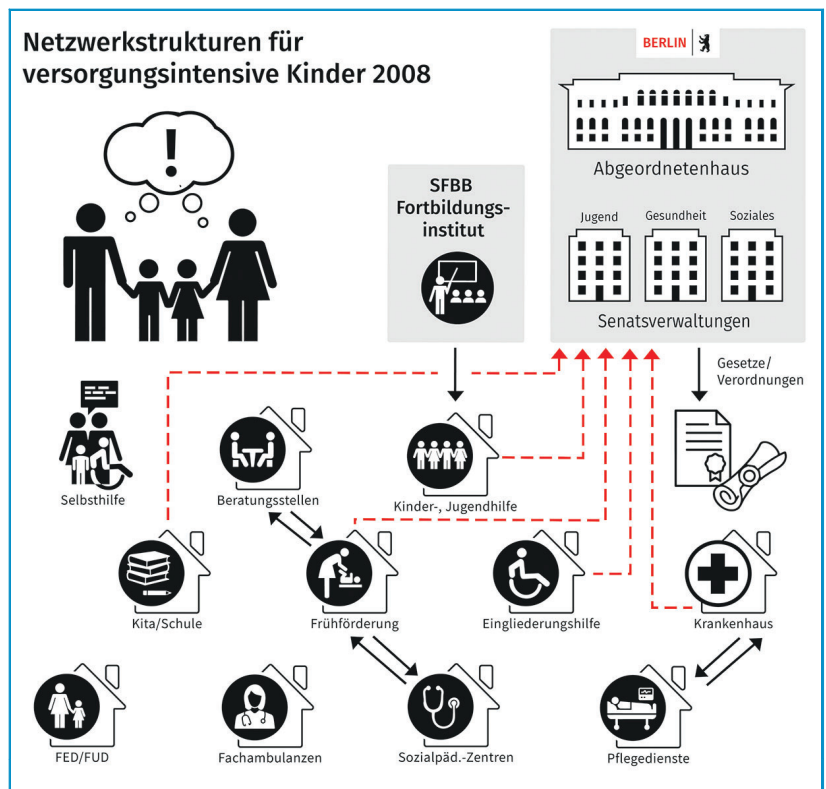 Netzwerkstrukturen für
versorgungsintensive Kinder 2008
!
BERLIN
Abgeordnetenhaus
SFBB
Fortbildungs-
institut
Jugend Gesundheit Soziales
Senatsverwaltungen
Gesetze/
Verordnungen
Selbsthilfe
Beratungsstellen
Kinder-, Jugendhilfe
Kita/Schule
Frühförderung
Eingliederungshilfe
Krankenhaus
FED/FUD
Fachambulanzen
Sozialpäd.-Zentren
Pflegedienste